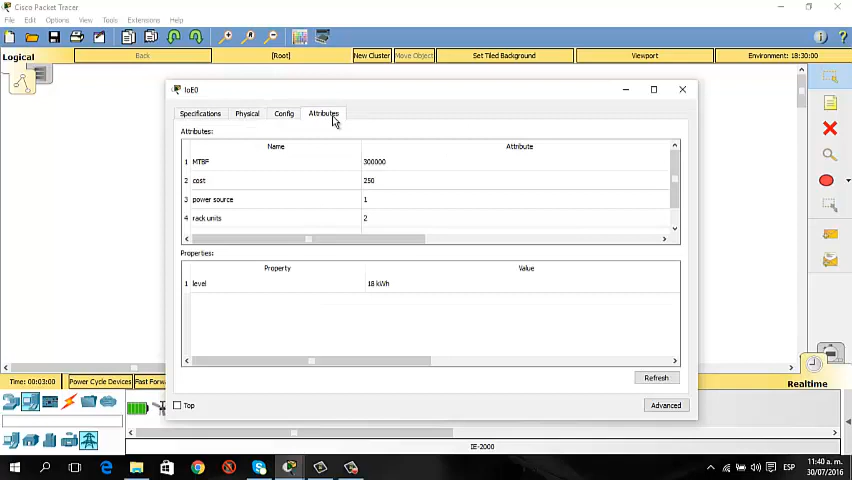 Cisco Packet Tracer
File Edit Options View Tools Extensions Help
Logical Back [Root] New Cluster Move Object Set Tiled Background Viewport Environment: 18:30:00
IoE0
Specifications Physical Config Attributes
Attributes:
Name Attribute
1 MTBF 300000
2 cost 250
3 power source 1
4 rack units 2
Properties:
Property Value
1 level 18 kWh
Refresh
Top Advanced
Time: 00:03:00 Power Cycle Devices Fast Forw Realtime
IE-2000
ESP 11:40 a. m.
30/07/2016